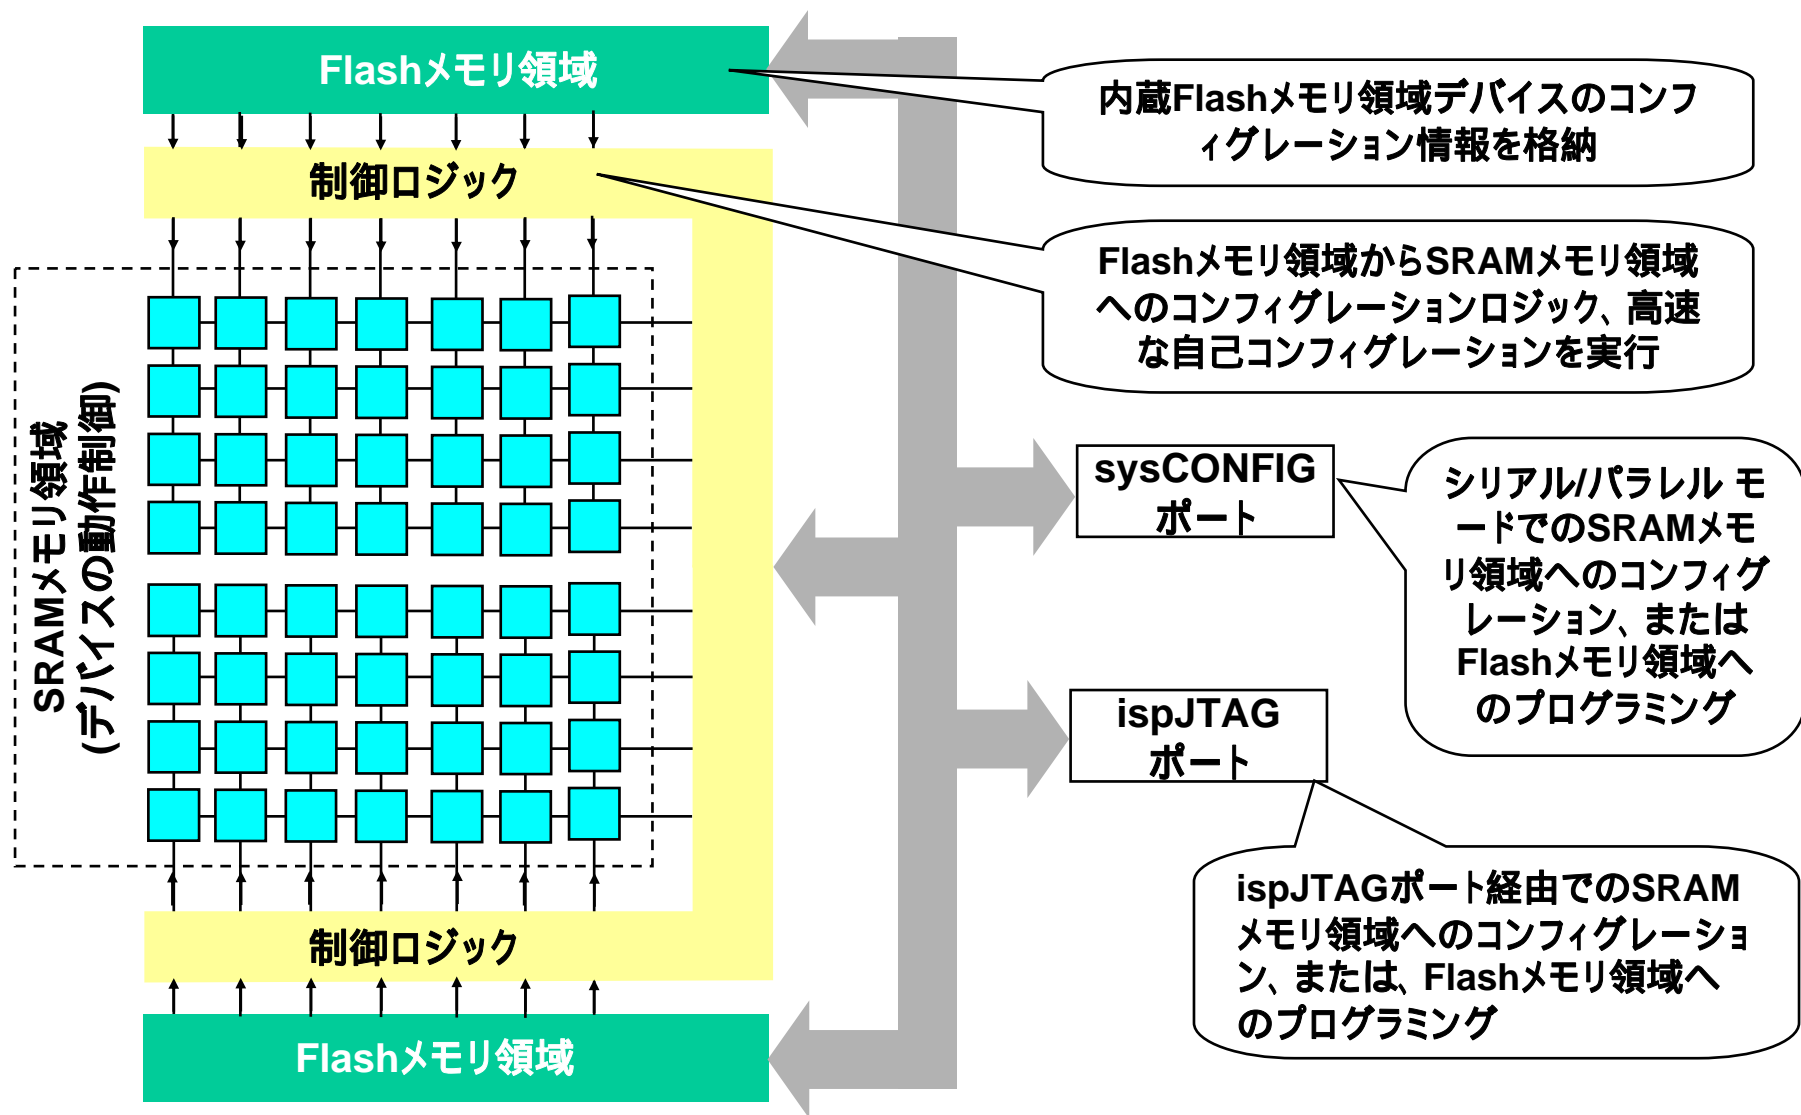 Flashメモリ領域
内蔵Flashメモリ領域デバイスのコンフ
ィグレーション情報を格納
制御ロジック
Flashメモリ領域からSRAMメモリ領域
へのコンフィグレーションロジック、高速
な自己コンフィグレーションを実行
SRAMメモリ領域
(デバイスの動作制御)
sysCONFIG
ポート
シリアル/パラレル モ
ードでのSRAMメモ
リ領域へのコンフィグ
レーション、または
Flashメモリ領域へ
のプログラミング
ispJTAG
ポート
ispJTAGポート経由でのSRAM
メモリ領域へのコンフィグレーショ
ン、または、Flashメモリ領域へ
のプログラミング
制御ロジック
Flashメモリ領域